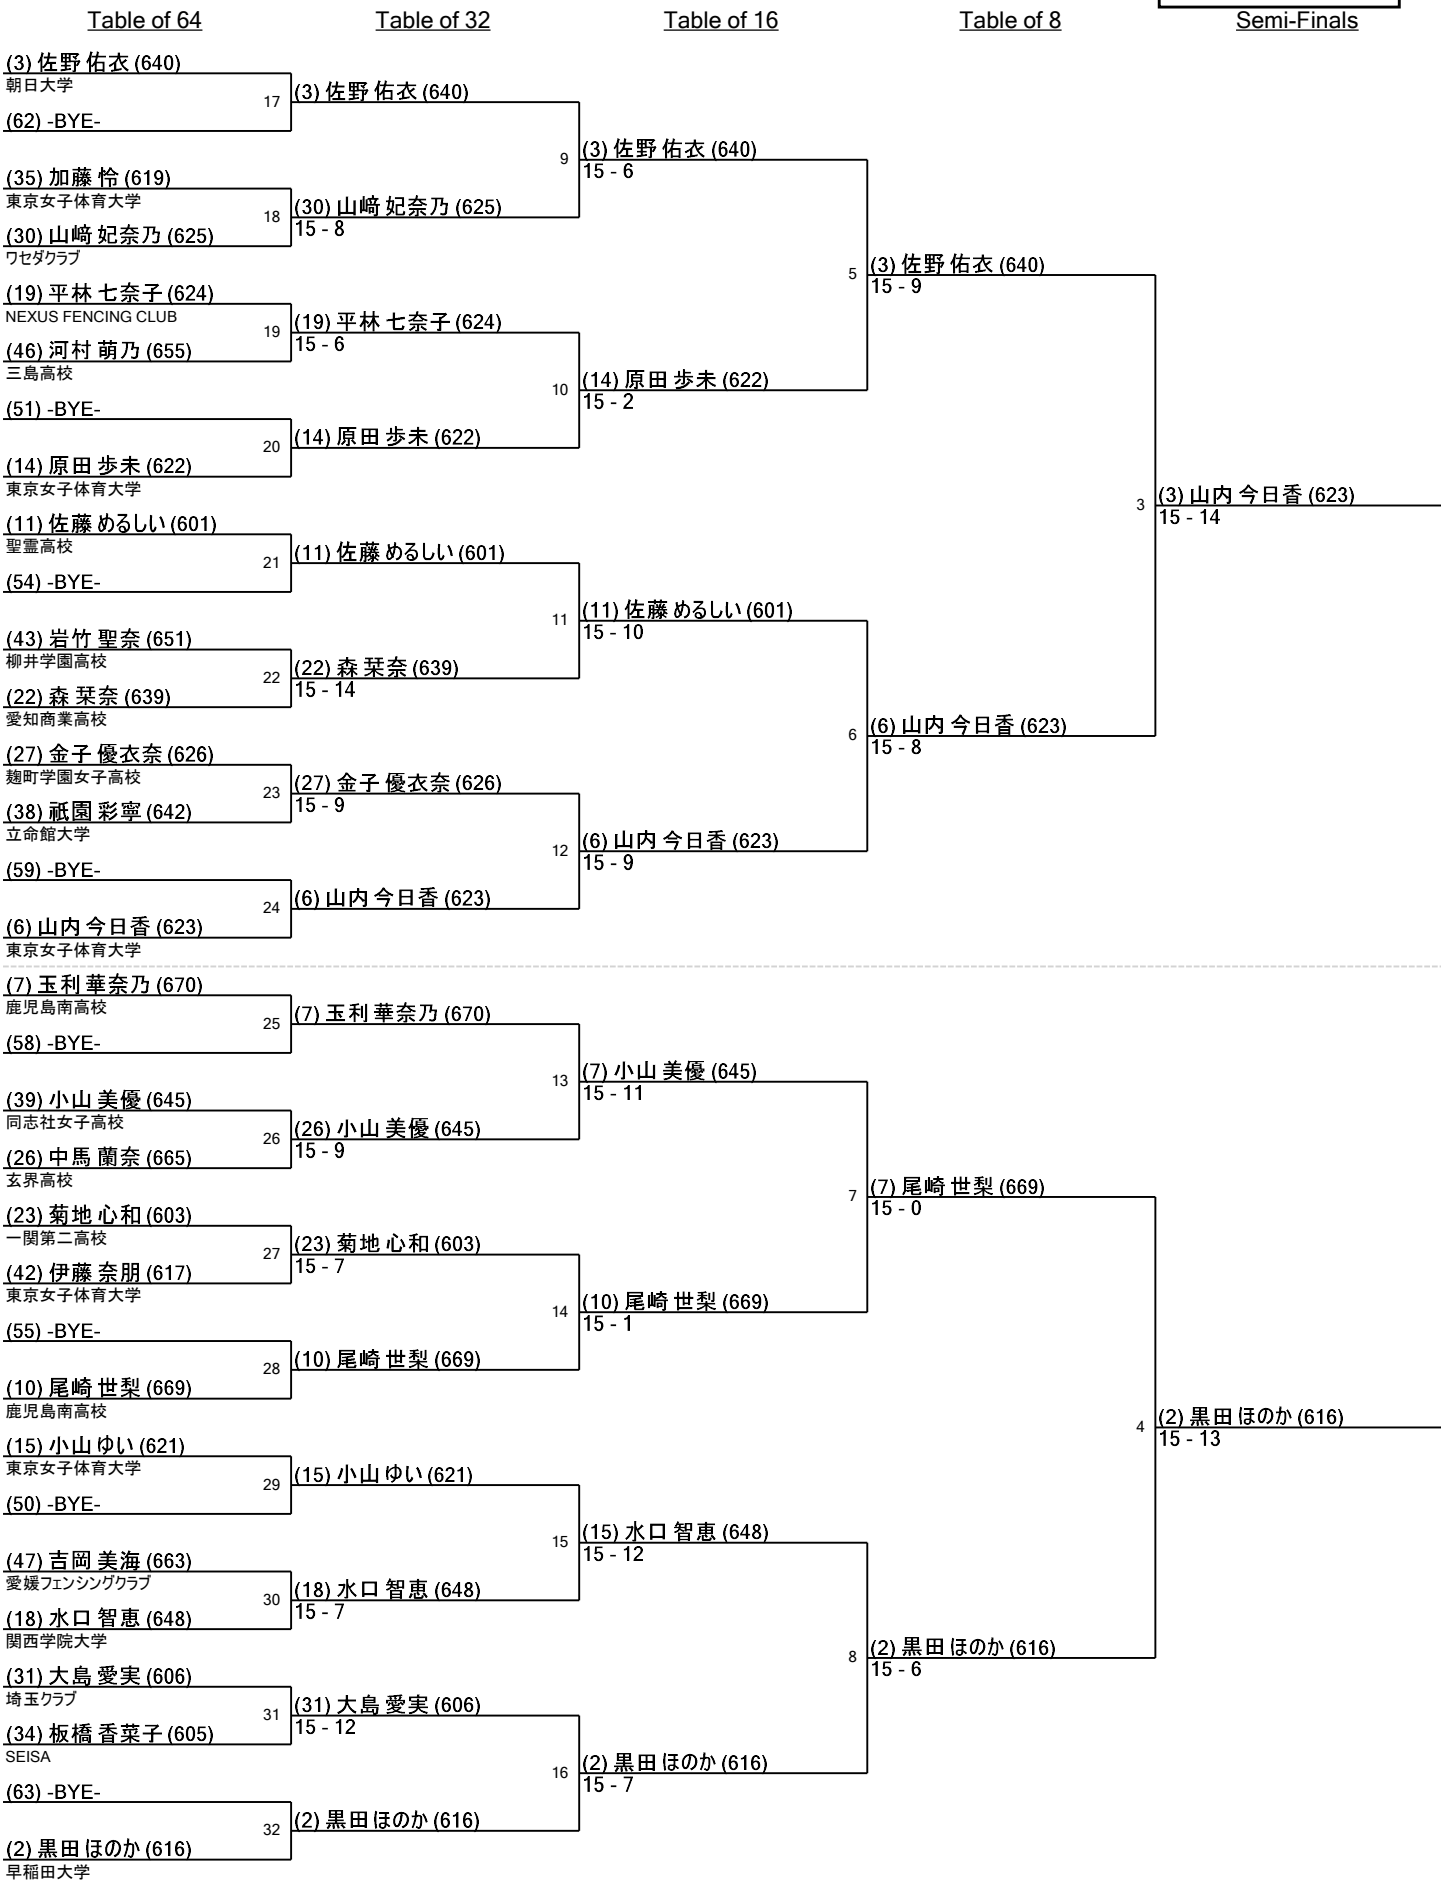 Table of 64
Table of 32
Table of 16
Table of 8
Semi-Finals
(3) 佐野 佑衣 (640)
朝日大学
17
(3) 佐野 佑衣 (640)
(62) -BYE-
9
(3) 佐野 佑衣 (640)
15 - 6
(35) 加藤 怜 (619)
東京女子体育大学
18
(30) 山﨑 妃奈乃 (625)
15 - 8
(30) 山﨑 妃奈乃 (625)
ワセダクラブ
5
(3) 佐野 佑衣 (640)
15 - 9
(19) 平林 七奈子 (624)
NEXUS FENCING CLUB
19
(19) 平林 七奈子 (624)
15 - 6
(46) 河村 萌乃 (655)
三島高校
10
(14) 原田 歩未 (622)
15 - 2
(51) -BYE-
20
(14) 原田 歩未 (622)
(14) 原田 歩未 (622)
東京女子体育大学
3
(3) 山内 今日香 (623)
15 - 14
(11) 佐藤 めるしい (601)
聖霊高校
21
(11) 佐藤 めるしい (601)
(54) -BYE-
11
(11) 佐藤 めるしい (601)
15 - 10
(43) 岩竹 聖奈 (651)
柳井学園高校
22
(22) 森 栞奈 (639)
15 - 14
(22) 森 栞奈 (639)
愛知商業高校
6
(6) 山内 今日香 (623)
15 - 8
(27) 金子 優衣奈 (626)
麹町学園女子高校
23
(27) 金子 優衣奈 (626)
15 - 9
(38) 祇園 彩寧 (642)
立命館大学
12
(6) 山内 今日香 (623)
15 - 9
(59) -BYE-
24
(6) 山内 今日香 (623)
(6) 山内 今日香 (623)
東京女子体育大学
(7) 玉利 華奈乃 (670)
鹿児島南高校
25
(7) 玉利 華奈乃 (670)
(58) -BYE-
13
(7) 小山 美優 (645)
15 - 11
(39) 小山 美優 (645)
同志社女子高校
26
(26) 小山 美優 (645)
15 - 9
(26) 中馬 蘭奈 (665)
玄界高校
7
(7) 尾崎 世梨 (669)
15 - 0
(23) 菊地 心和 (603)
一関第二高校
27
(23) 菊地 心和 (603)
15 - 7
(42) 伊藤 奈朋 (617)
東京女子体育大学
14
(10) 尾崎 世梨 (669)
15 - 1
(55) -BYE-
28
(10) 尾崎 世梨 (669)
(10) 尾崎 世梨 (669)
鹿児島南高校
4
(2) 黒田 ほのか (616)
15 - 13
(15) 小山 ゆい (621)
東京女子体育大学
29
(15) 小山 ゆい (621)
(50) -BYE-
15
(15) 水口 智恵 (648)
15 - 12
(47) 吉岡 美海 (663)
愛媛フェンシングクラブ
30
(18) 水口 智恵 (648)
15 - 7
(18) 水口 智恵 (648)
関西学院大学
8
(2) 黒田 ほのか (616)
15 - 6
(31) 大島 愛実 (606)
埼玉クラブ
31
(31) 大島 愛実 (606)
15 - 12
(34) 板橋 香菜子 (605)
SEISA
16
(2) 黒田 ほのか (616)
15 - 7
(63) -BYE-
32
(2) 黒田 ほのか (616)
(2) 黒田 ほのか (616)
早稲田大学